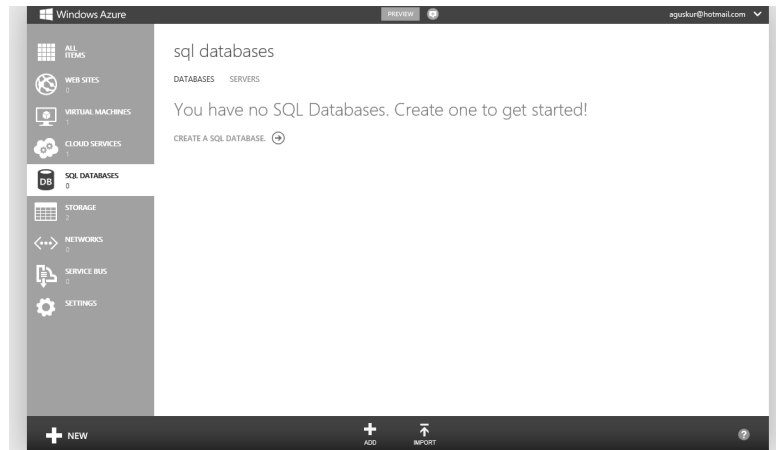 Windows Azure
PREVIEW
aguskur@hotmail.com
ALL
ITEMS
WEB SITES
0
VIRTUAL MACHINES
1
CLOUD SERVICES
1
DB
SQL DATABASES
0
STORAGE
2
NETWORKS
0
SERVICE BUS
0
SETTINGS
sql databases
DATABASES SERVERS
You have no SQL Databases. Create one to get started!
CREATE A SQL DATABASE.
NEW
ADD
IMPORT
?